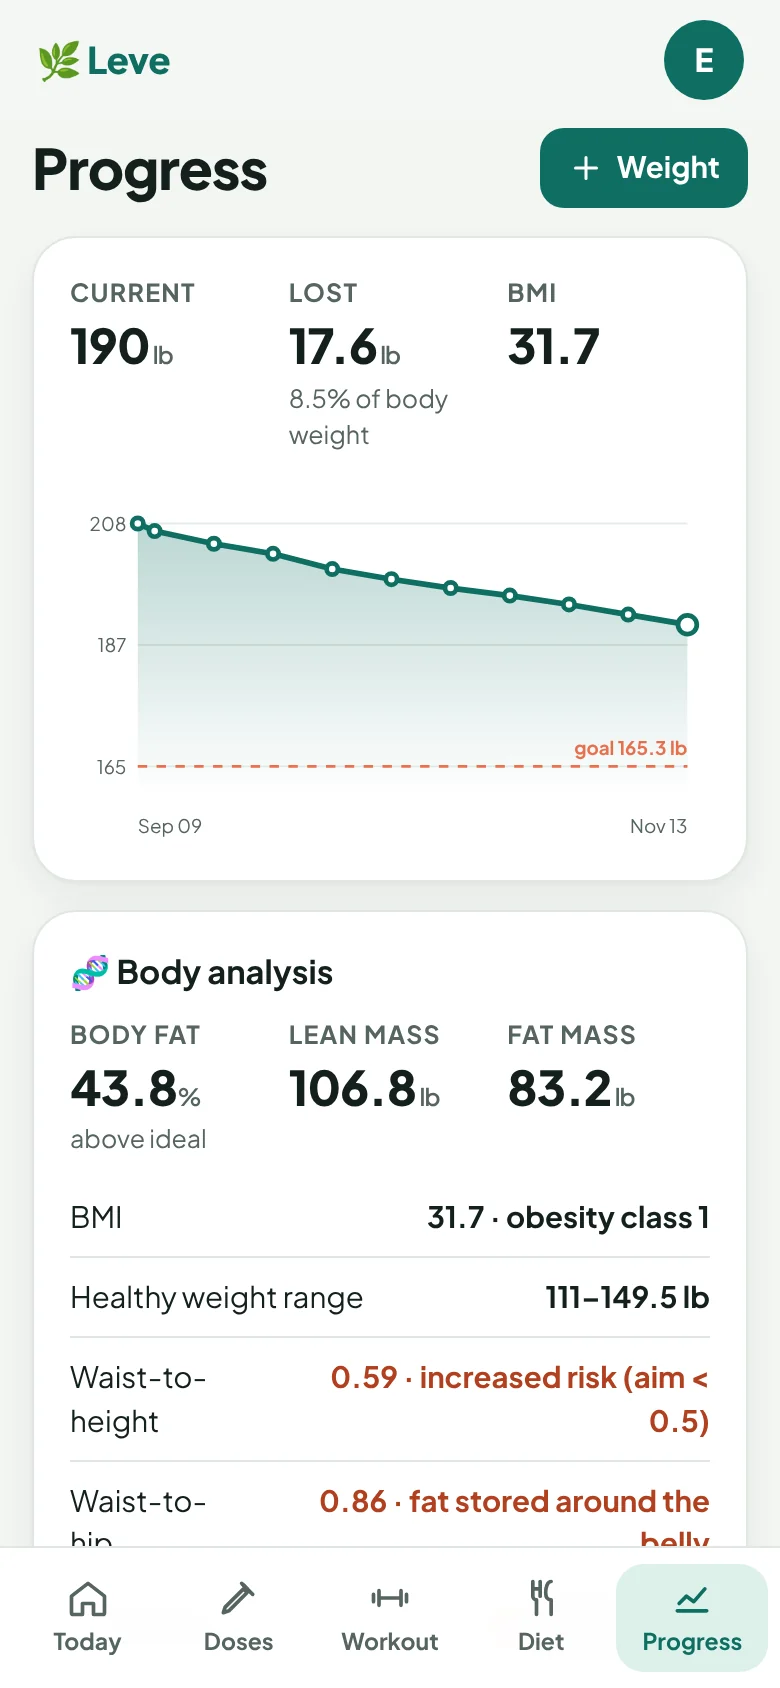 Leve
E
Progress
+ Weight
CURRENT
190 lb
LOST
17.6 lb
8.5% of body
weight
BMI
31.7
208
187
165
goal 165.3 lb
Sep 09
Nov 13
Body analysis
BODY FAT
43.8%
above ideal
LEAN MASS
106.8 lb
FAT MASS
83.2 lb
BMI
31.7 · obesity class 1
Healthy weight range
111–149.5 lb
Waist-to-
height
0.59 · increased risk (aim <
0.5)
Waist-to-
hip
0.86 · fat stored around the
belly
Today
Doses
Workout
Diet
Progress